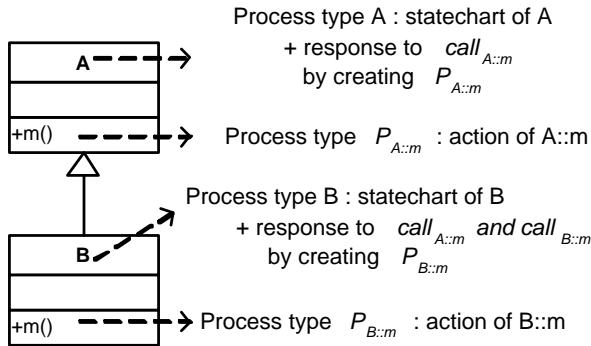 Process type A : statechart of A
A
+ response to call A::m
by creating P A::m
+m()
Process type P A::m : action of A::m
Process type B : statechart of B
+ response to call A::m and call B::m
B
by creating P B::m
+m()
Process type P B::m : action of B::m